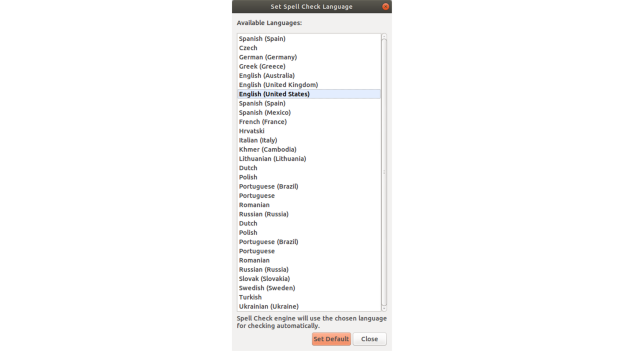 Set Spell Check Language
Available Languages:
Spanish (Spain)
Czech
German (Germany)
Greek (Greece)
English (Australia)
English (United Kingdom)
English (United States)
Spanish (Spain)
Spanish (Mexico)
French (France)
Hrvatski
Italian (Italy)
Khmer (Cambodia)
Lithuanian (Lithuania)
Dutch
Polish
Portuguese (Brazil)
Portuguese
Romanian
Russian (Russia)
Dutch
Polish
Portuguese (Brazil)
Portuguese
Romanian
Russian (Russia)
Slovak (Slovakia)
Swedish (Sweden)
Turkish
Ukrainian (Ukraine)
Spell Check engine will use the chosen language
for checking automatically.
Set Default
Close